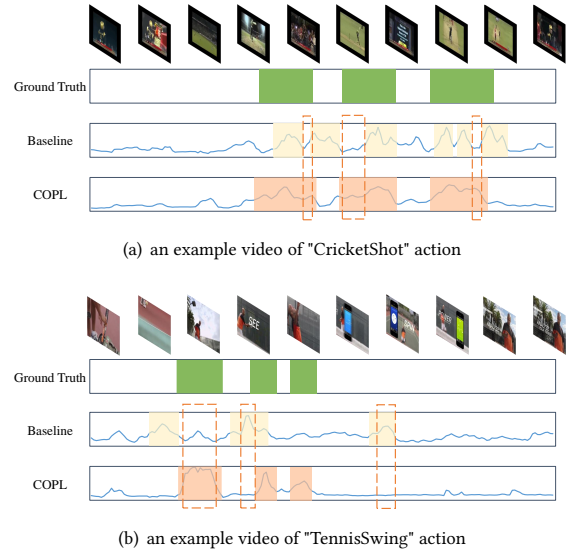 Ground Truth
Baseline
COPL
(a) an example video of "CricketShot" action
SEE
Ground Truth
Baseline
COPL
(b) an example video of "TennisSwing" action